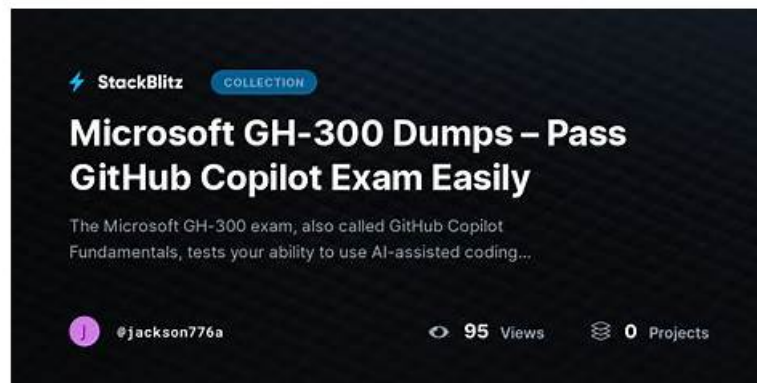 StackBlitz COLLECTION
Microsoft GH-300 Dumps – Pass
GitHub Copilot Exam Easily
The Microsoft GH-300 exam, also called GitHub Copilot
Fundamentals, tests your ability to use AI-assisted coding...
J @jackson776a 95 Views 0 Projects